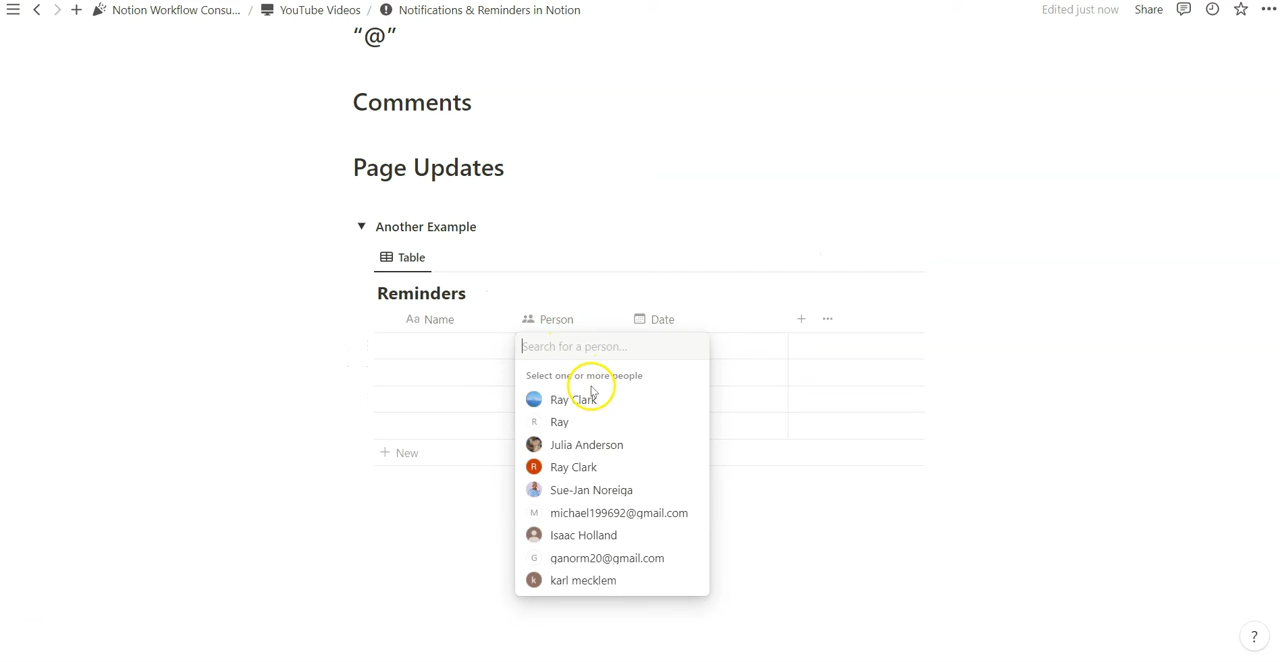 Notion Workflow Consu... / YouTube Videos / Notifications & Reminders in Notion Edited just now Share
“@”
Comments
Page Updates
Another Example
Table
Reminders
Aa Name Person Date
Search for a person...
Select one or more people
Ray Clark
Ray
Julia Anderson
Ray Clark
Sue-Jan Noreiga
michael199692@gmail.com
Isaac Holland
ganorm20@gmail.com
karl mecklem
+ New
?